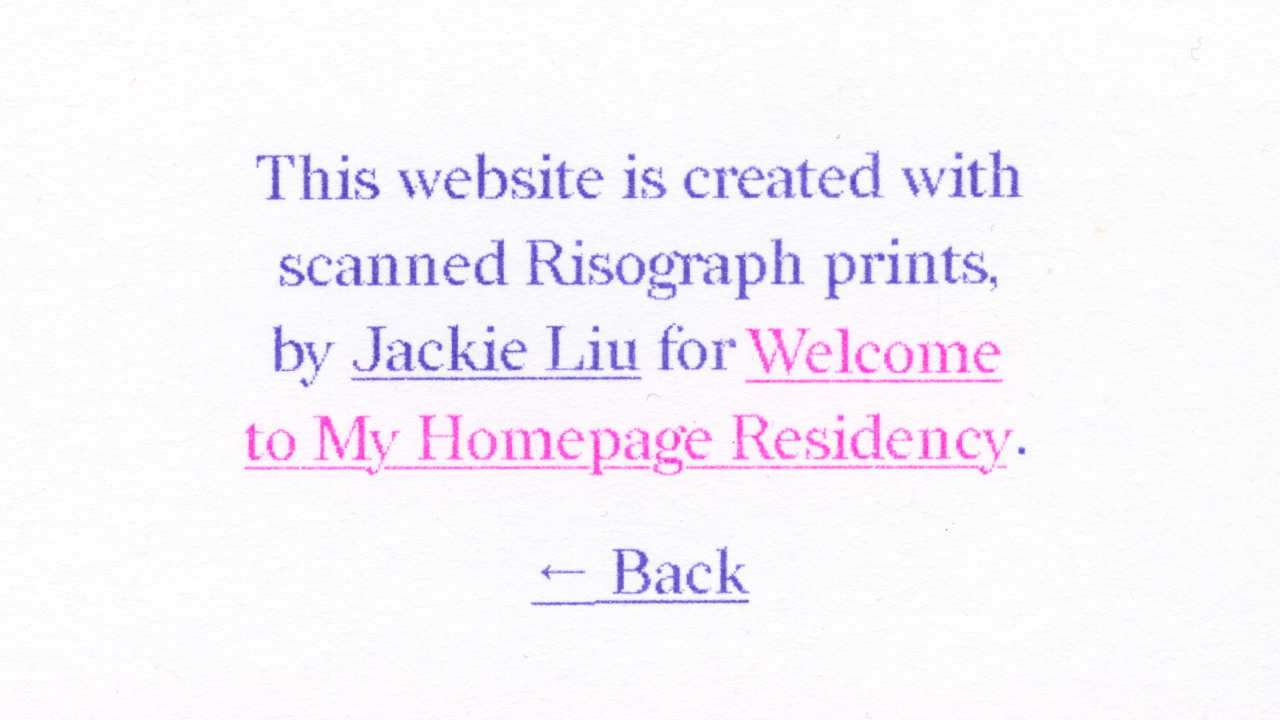 This website is created with
scanned Risograph prints,
by Jackie Liu for Welcome
to My Homepage Residency.
← Back